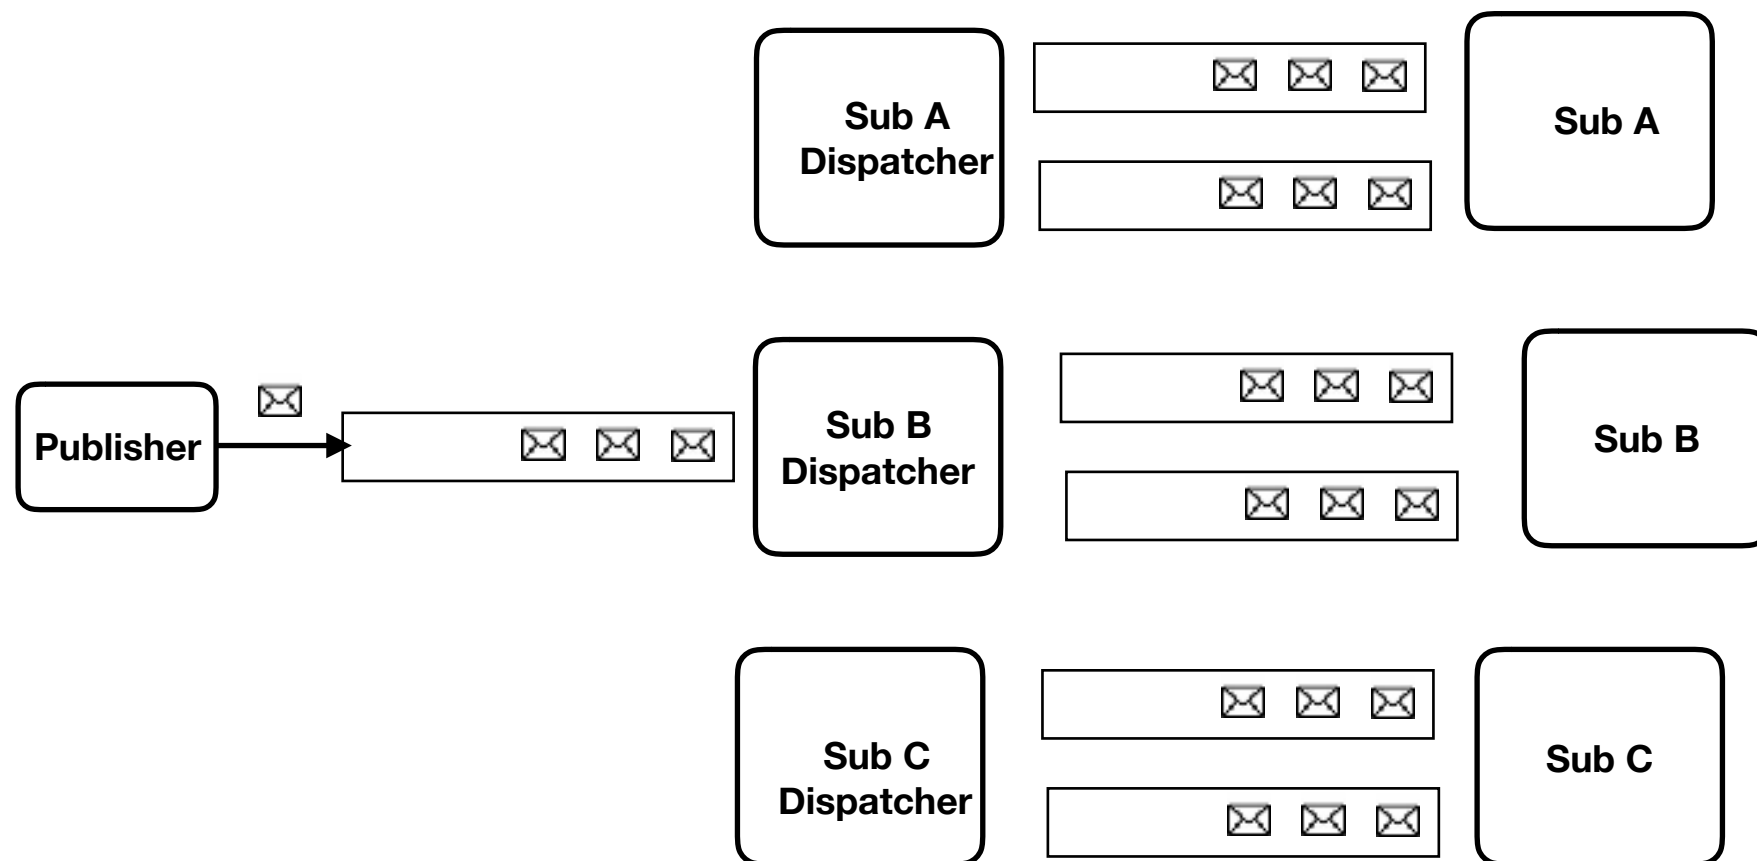 Sub A
Dispatcher
Sub A
Publisher
Sub B
Dispatcher
Sub B
Sub C
Dispatcher
Sub C